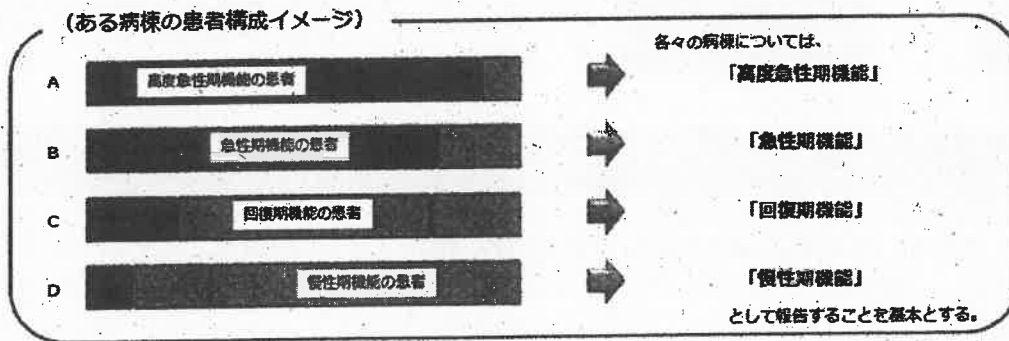 (ある病棟の患者構成イメージ)
各々の病棟については、
A
高度急性期機能の患者
「高度急性期機能」
B
急性期機能の患者
「急性期機能」
C
回復期機能の患者
「回復期機能」
D
慢性期機能の患者
「慢性期機能」
として報告することを基本とする。